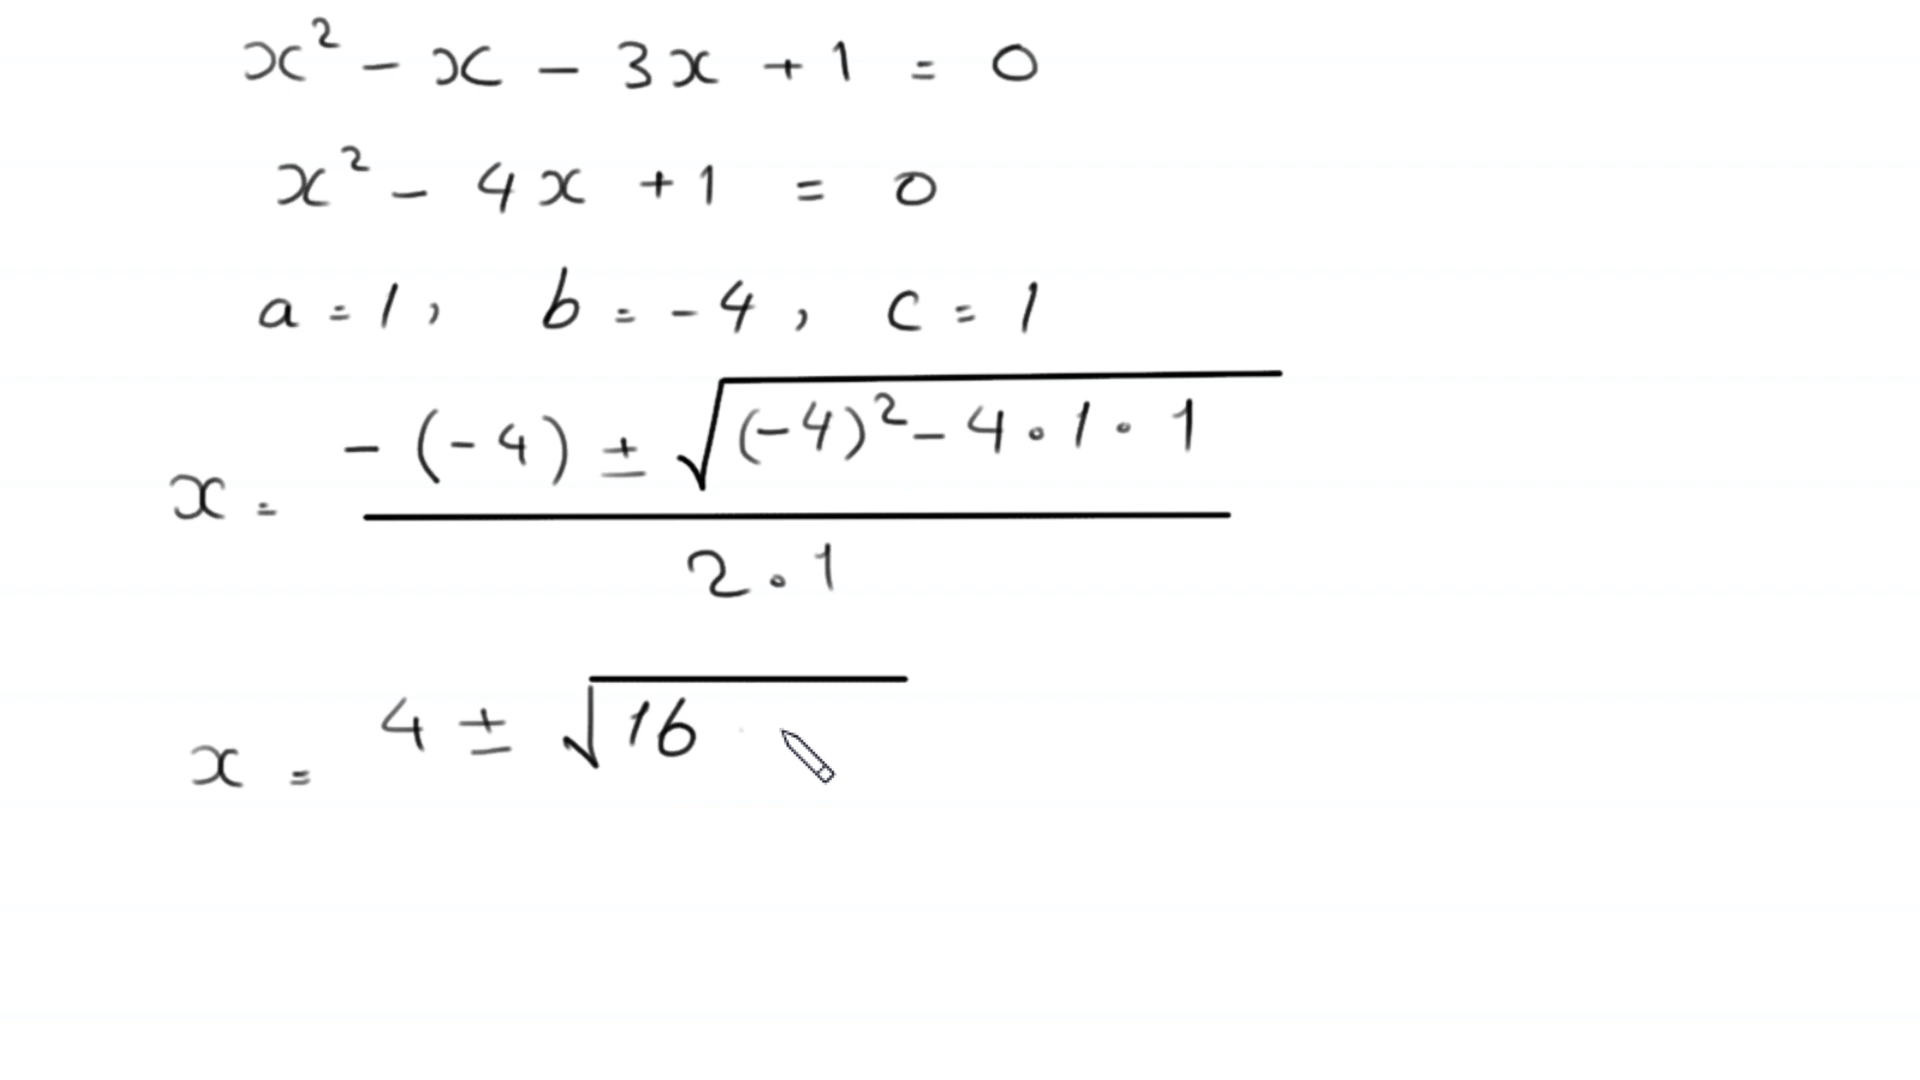 x² - x - 3x + 1 = 0
x² - 4x + 1 = 0
a = 1, b = -4, c = 1
x = (-(-4) ± √((-4)² - 4·1·1)) / (2·1)
x = 4 ± √16